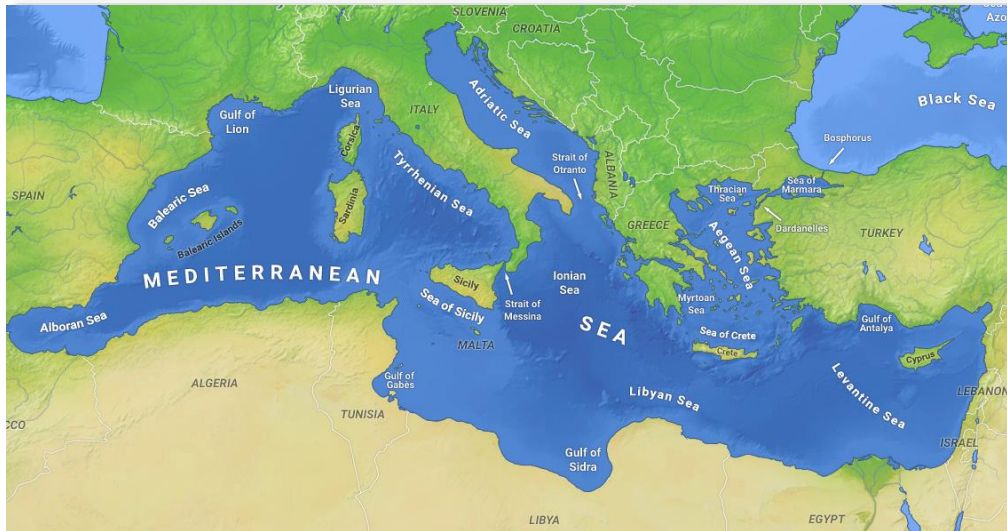 SLOVENIA
CROATIA
Azo
Ligurian
Sea
ITALY
Adriatic Sea
Black Sea
Gulf of
Lion
Corsica
Bosphorus
Strait of
Otranto
ALBANIA
Tyrrhenian Sea
SPAIN
Balearic Sea
Sardinia
Thracian
Sea
Sea of
Marmara
Balearic Islands
GREECE
Aegean Sea
Dardanelles
TURKEY
MEDITERRANEAN
Sicily
Ionian
Sea
Sea of Sicily
Strait of
Messina
Myrtoan
Sea
Alboran Sea
SEA
Sea of Crete
Gulf of
Antalya
MALTA
Crete
Cyprus
Gulf of
Gabès
ALGERIA
Libyan Sea
Levantine Sea
LEBANON
TUNISIA
CCO
Gulf of
Sidra
ISRAEL
LIBYA
EGYPT